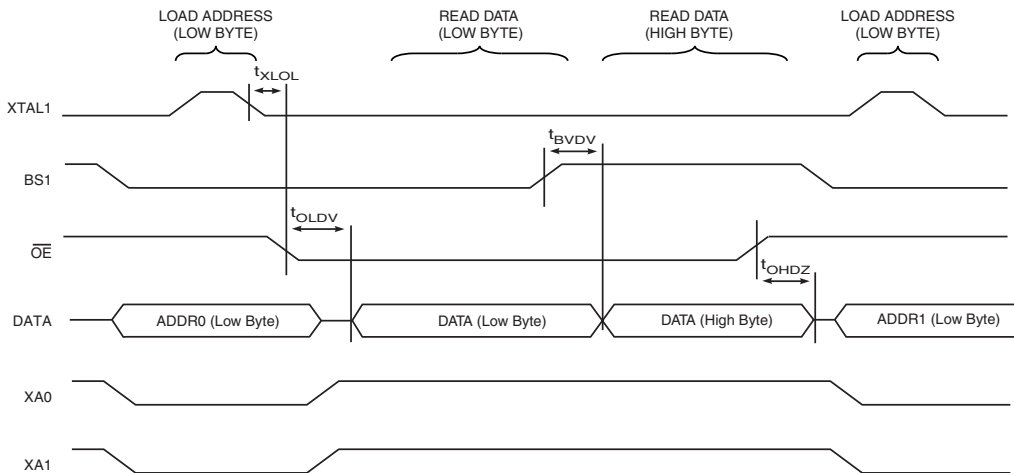 LOAD ADDRESS
(LOW BYTE)
READ DATA
(LOW BYTE)
READ DATA
(HIGH BYTE)
LOAD ADDRESS
(LOW BYTE)
tXLOL
XTAL1
tBVDV
BS1
tOLDV
OE
tOHDZ
DATA
ADDR0 (Low Byte)
DATA (Low Byte)
DATA (High Byte)
ADDR1 (Low Byte)
XA0
XA1